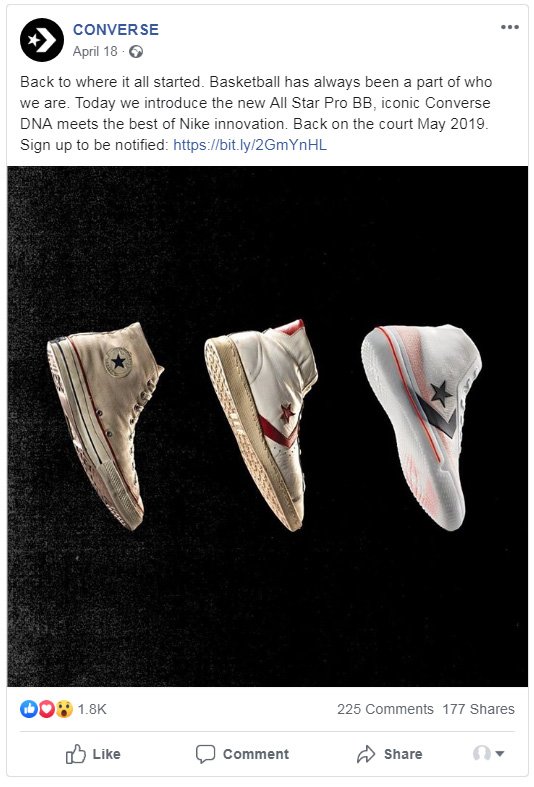 CONVERSE
April 18 ·
Back to where it all started. Basketball has always been a part of who
we are. Today we introduce the new All Star Pro BB, iconic Converse
DNA meets the best of Nike innovation. Back on the court May 2019.
Sign up to be notified: https://bit.ly/2GmYnHL
1.8K
225 Comments 177 Shares
Like Comment Share